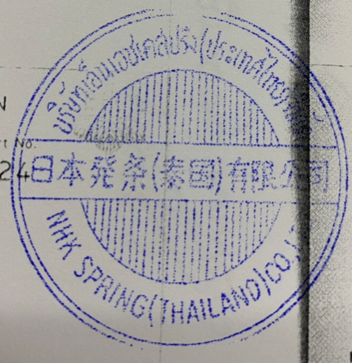 บริษัทเอ็นเอชเคสปริง(ประเทศไทย)
N
No.
24
日本発条(泰国)有限公司
NHK SPRING(THAILAND)CO.,